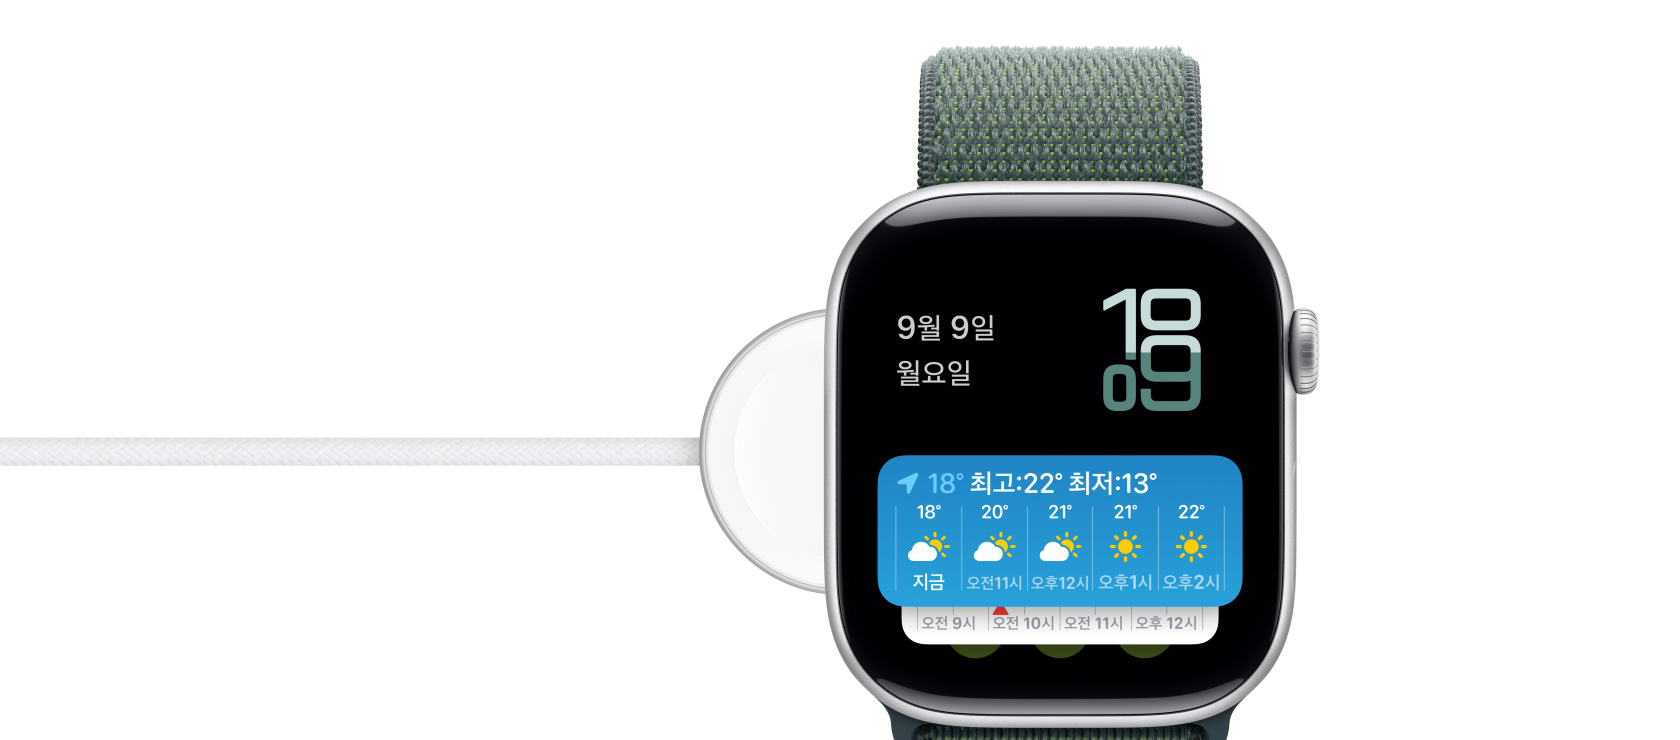 9월 9일
월요일
10
09
18° 최고:22° 최저:13°
18° 20° 21° 21° 22°
지금 오전11시 오후12시 오후1시 오후2시
오전 9시 오전 10시 오전 11시 오후 12시